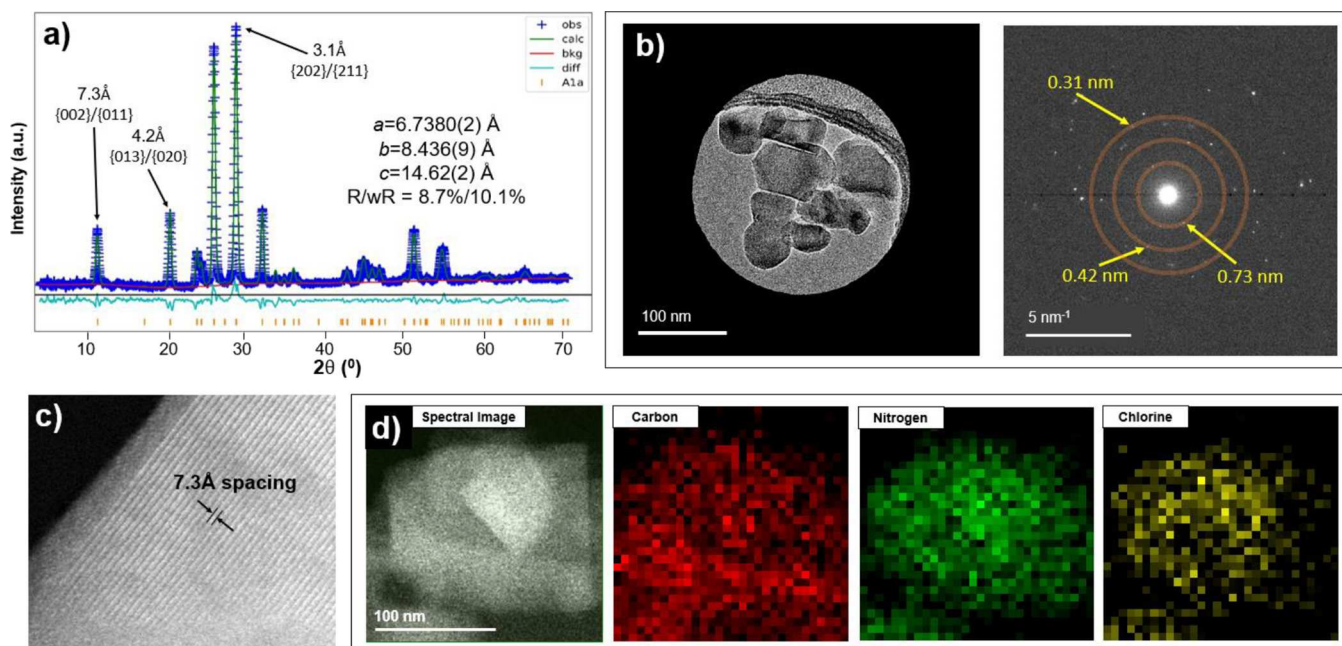 a)
Intensity (a.u.)
7.3Å
{002}/{011}
4.2Å
{013}/{020}
3.1Å
{202}/{211}
a=6.7380(2) Å
b=8.436(9) Å
c=14.62(2) Å
R/wR = 8.7%/10.1%
obs
calc
bkg
diff
A1a
10 20 30 40 50 60 70
2θ (⁰)
b)
100 nm
0.31 nm
0.42 nm
0.73 nm
5 nm⁻¹
c)
7.3Å spacing
d)
Spectral Image
100 nm
Carbon
Nitrogen
Chlorine